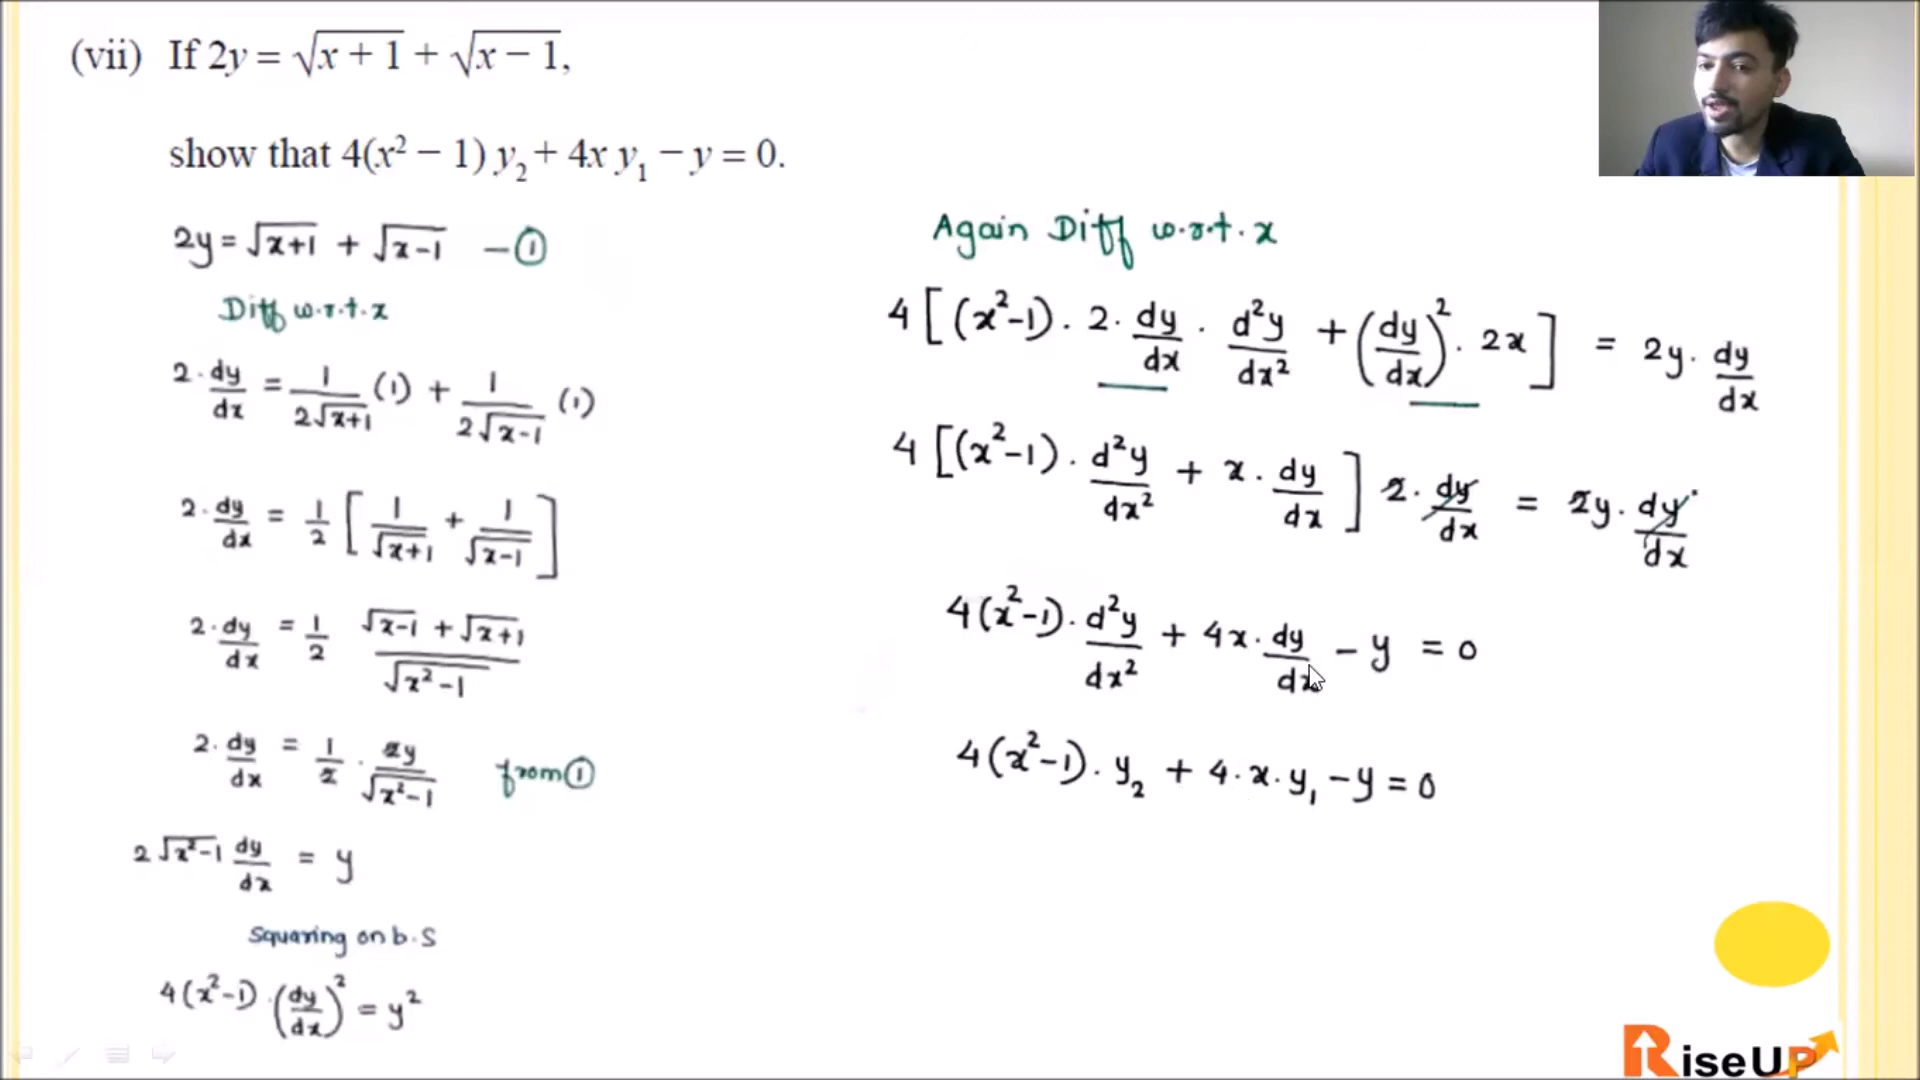 (vii) If 2y = √(x + 1) + √(x − 1),
show that 4(x² − 1) y₂ + 4x y₁ − y = 0.
2y = √(x+1) + √(x-1) — ①
Diff w.r.t. x
2 · dy/dx = 1/(2√(x+1)) (1) + 1/(2√(x-1)) (1)
2 · dy/dx = 1/2 [ 1/√(x+1) + 1/√(x-1) ]
2 · dy/dx = 1/2 (√(x-1) + √(x+1))/√(x²-1)
2 · dy/dx = 1/2 · 2y/√(x²-1) from ①
2√(x²-1) dy/dx = y
Squaring on b.s
4(x²-1) · (dy/dx)² = y²
Again Diff w.r.t. x
4 [ (x²-1) · 2 · dy/dx · d²y/dx² + (dy/dx)² · 2x ] = 2y · dy/dx
4 [ (x²-1) · d²y/dx² + x · dy/dx ] 2 · dy/dx = 2y · dy/dx
4(x²-1) · d²y/dx² + 4x · dy/dx − y = 0
4(x²-1) · y₂ + 4 · x · y₁ − y = 0
RiseUP